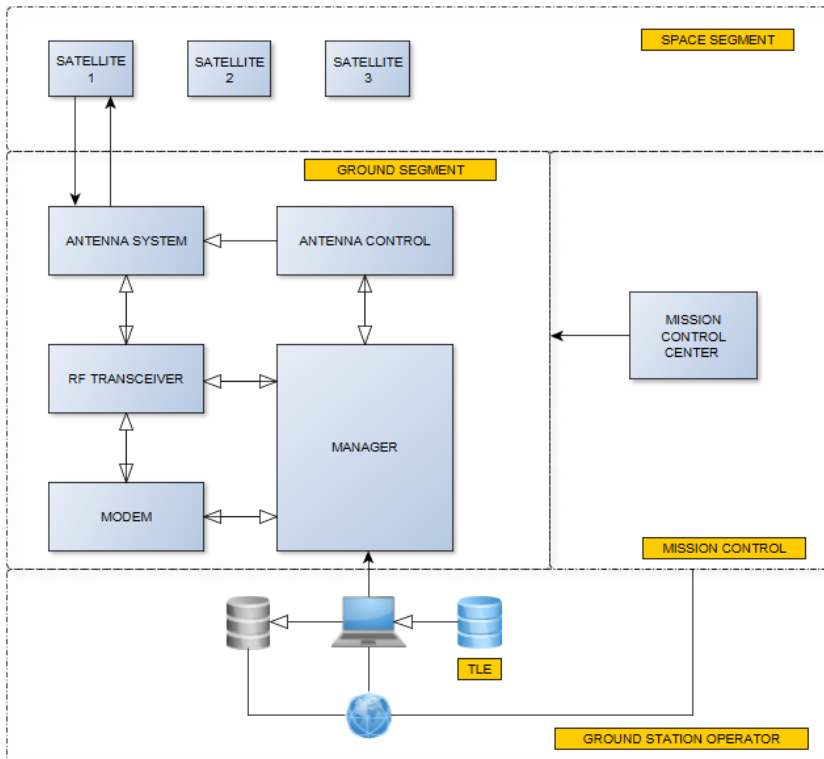 SPACE SEGMENT
SATELLITE
1
SATELLITE
2
SATELLITE
3
GROUND SEGMENT
ANTENNA SYSTEM
ANTENNA CONTROL
MISSION
CONTROL
CENTER
RF TRANSCEIVER
MANAGER
MODEM
MISSION CONTROL
TLE
GROUND STATION OPERATOR